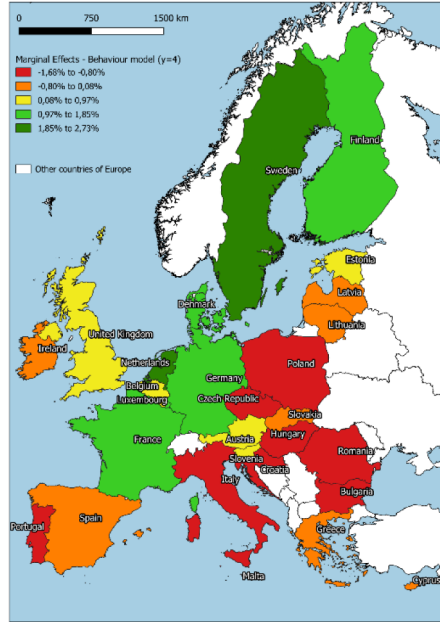 0 750 1500 km
Marginal Effects - Behaviour model (y=4)
-1,68% to -0,80%
-0,80% to 0,08%
0,08% to 0,97%
0,97% to 1,85%
1,85% to 2,73%
Other countries of Europe
Finland
Sweden
Estonia
Latvia
Denmark
Lithuania
United Kingdom
Ireland
Netherlands
Poland
Germany
Belgium
Czech Republic
Luxembourg
Slovakia
France
Austria
Hungary
Romania
Slovenia
Croatia
Italy
Bulgaria
Spain
Portugal
Greece
Malta
Cyprus